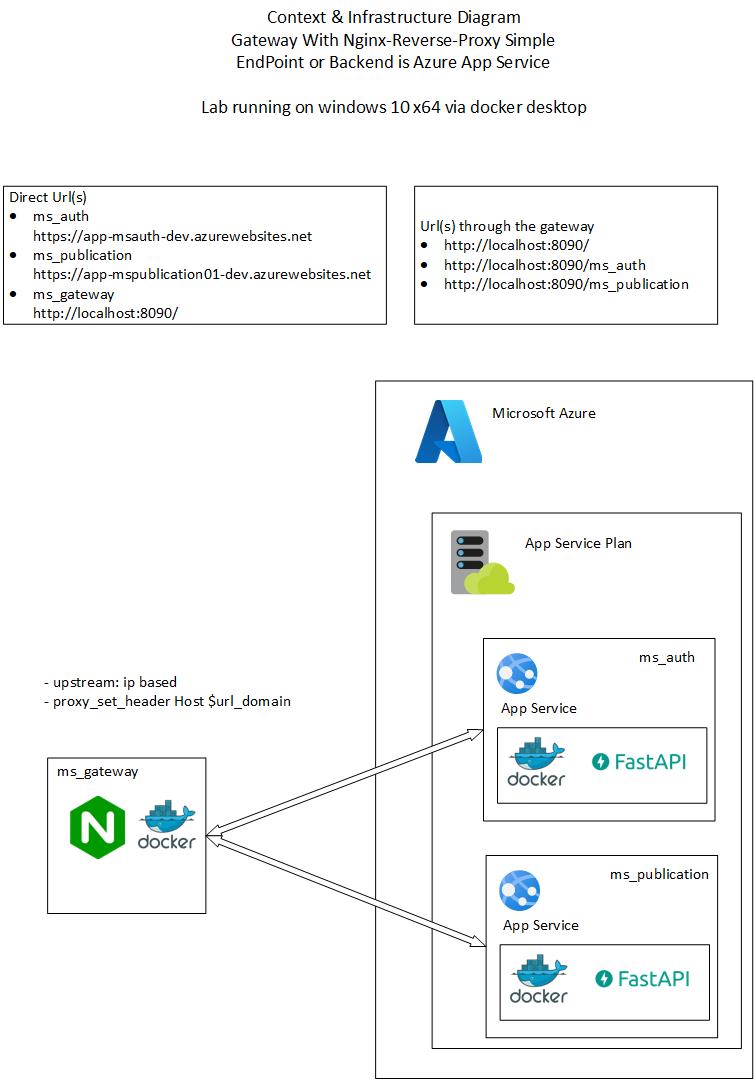 Context & Infrastructure Diagram
Gateway With Nginx-Reverse-Proxy Simple
EndPoint or Backend is Azure App Service
Lab running on windows 10 x64 via docker desktop
Direct Url(s)
• ms_auth
https://app-msauth-dev.azurewebsites.net
• ms_publication
https://app-mspublication01-dev.azurewebsites.net
• ms_gateway
http://localhost:8090/
Url(s) through the gateway
• http://localhost:8090/
• http://localhost:8090/ms_auth
• http://localhost:8090/ms_publication
Microsoft Azure
App Service Plan
ms_auth
App Service
docker
FastAPI
- upstream: ip based
- proxy_set_header Host $url_domain
ms_gateway
N
docker
ms_publication
App Service
docker
FastAPI